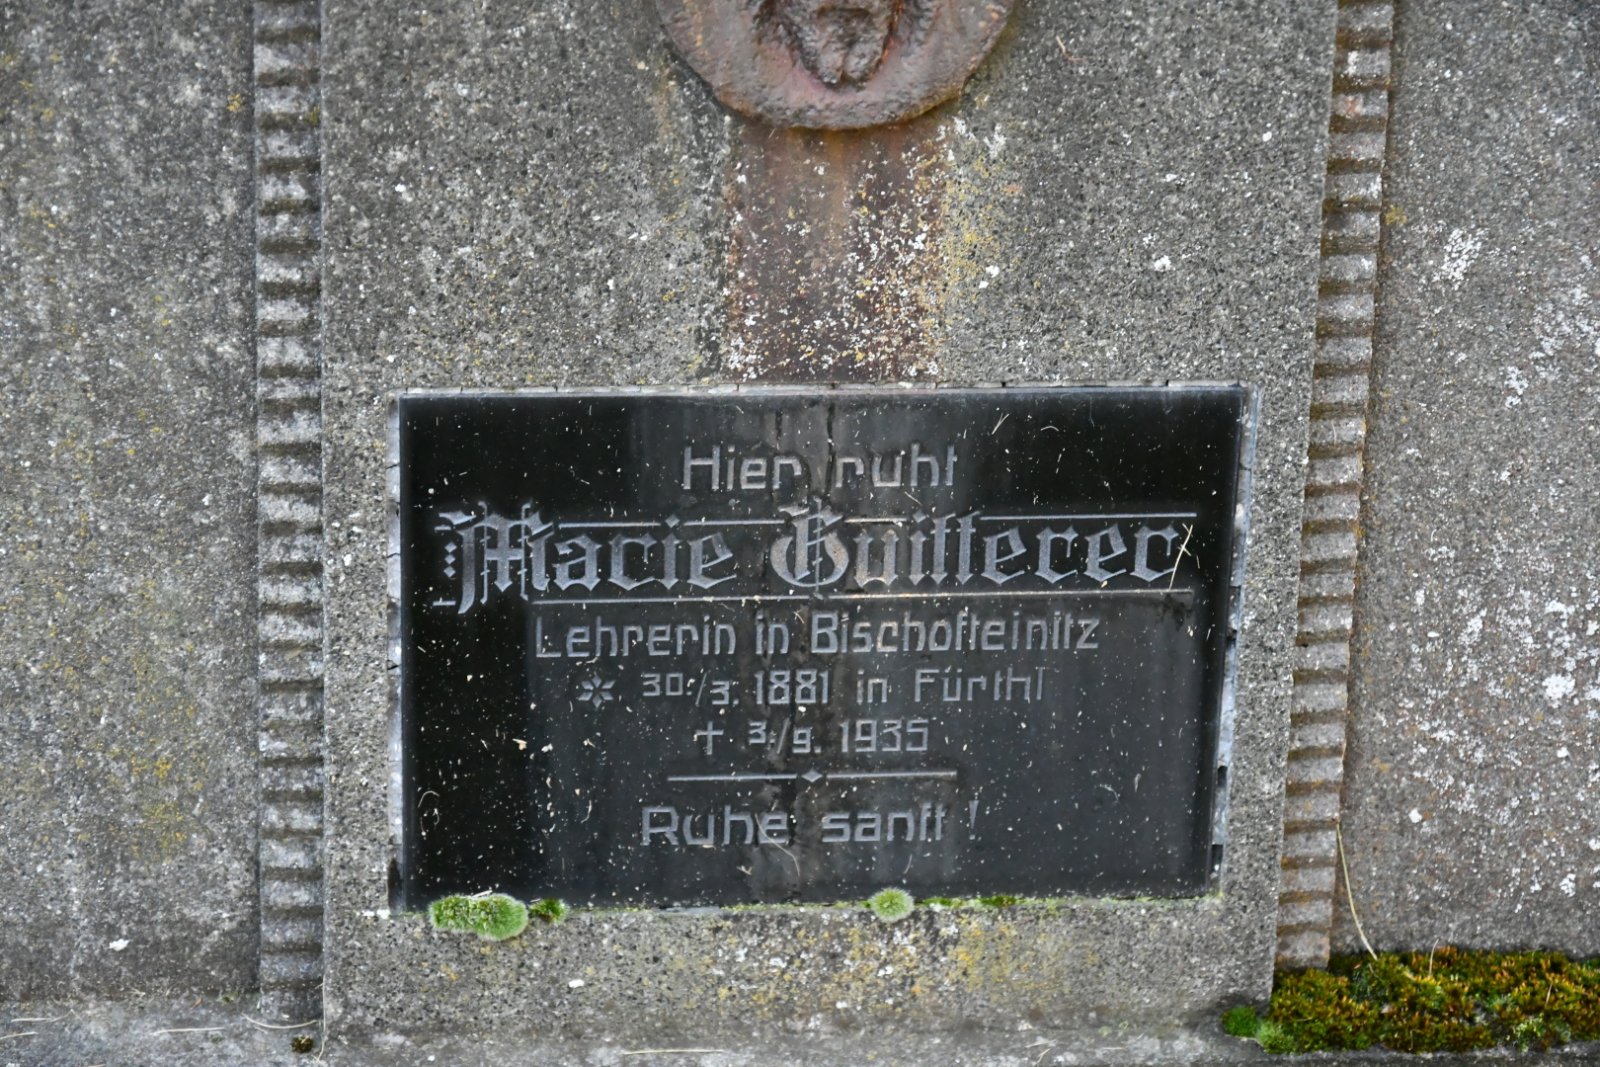 Hier ruht
Marie Guitterer
Lehrerin in Bischofteinitz
* 30./3. 1881 in Fürthl
† 3./9. 1935
Ruhe sanft!